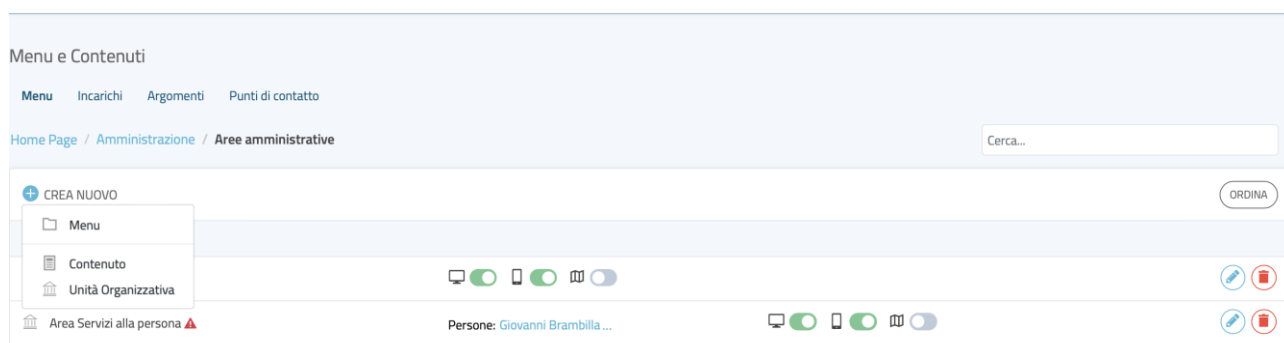 Menu e Contenuti
Menu Incarichi Argomenti Punti di contatto
Home Page / Amministrazione / Aree amministrative
Cerca...
CREA NUOVO
ORDINA
Menu
Contenuto
Unità Organizzativa
Area Servizi alla persona
Persone: Giovanni Brambilla ...